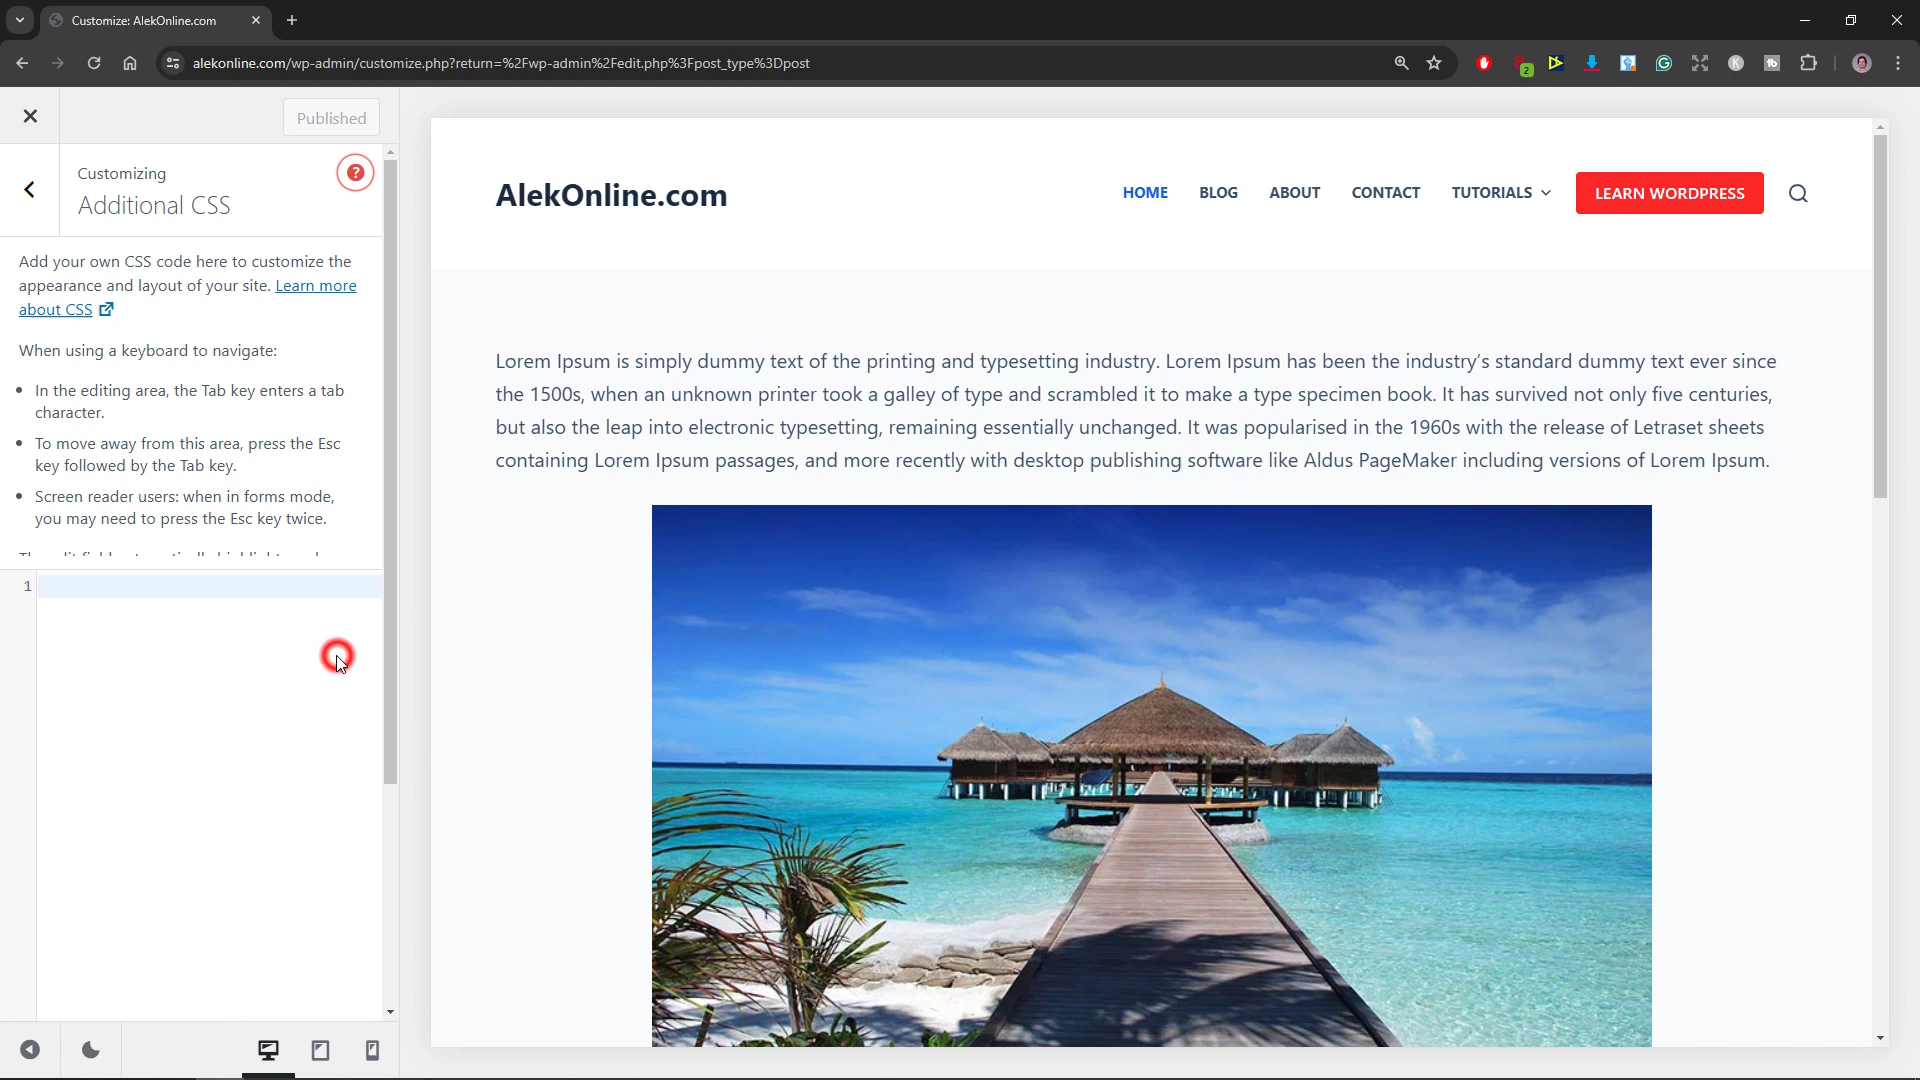 Customize: AlekOnline.com
alekonline.com/wp-admin/customize.php?return=%2Fwp-admin%2Fedit.php%3Fpost_type%3Dpost
2
K
tb
Published
Customizing
Additional CSS
?
Add your own CSS code here to customize the
appearance and layout of your site. Learn more
about CSS
When using a keyboard to navigate:
In the editing area, the Tab key enters a tab
character.
To move away from this area, press the Esc
key followed by the Tab key.
Screen reader users: when in forms mode,
you may need to press the Esc key twice.
1
AlekOnline.com
HOME
BLOG
ABOUT
CONTACT
TUTORIALS
LEARN WORDPRESS
Lorem Ipsum is simply dummy text of the printing and typesetting industry. Lorem Ipsum has been the industry's standard dummy text ever since
the 1500s, when an unknown printer took a galley of type and scrambled it to make a type specimen book. It has survived not only five centuries,
but also the leap into electronic typesetting, remaining essentially unchanged. It was popularised in the 1960s with the release of Letraset sheets
containing Lorem Ipsum passages, and more recently with desktop publishing software like Aldus PageMaker including versions of Lorem Ipsum.